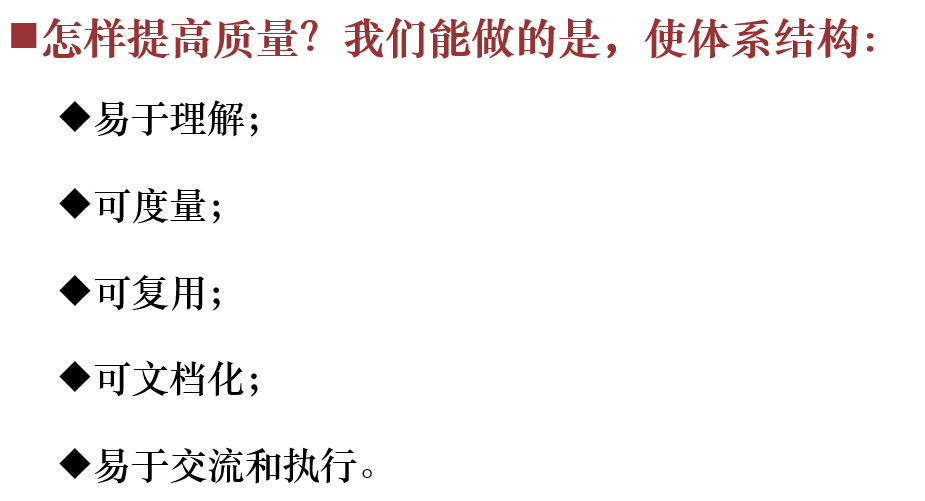 ■怎样提高质量？我们能做的是，使体系结构：
◆易于理解；
◆可度量；
◆可复用；
◆可文档化；
◆易于交流和执行。